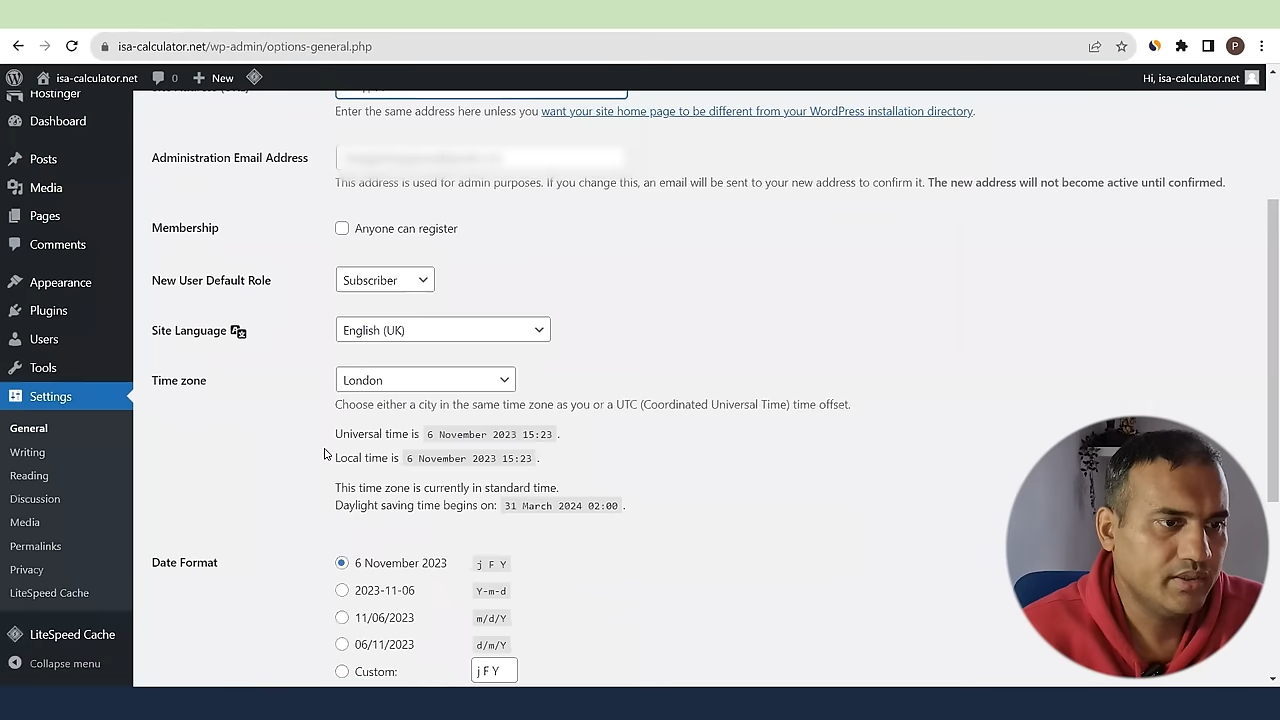 isa-calculator.net/wp-admin/options-general.php
P
isa-calculator.net
0
New
Hi, isa-calculator.net
Hostinger
Dashboard
Posts
Media
Pages
Comments
Appearance
Plugins
Users
Tools
Settings
General
Writing
Reading
Discussion
Media
Permalinks
Privacy
LiteSpeed Cache
LiteSpeed Cache
Collapse menu
Enter the same address here unless you want your site home page to be different from your WordPress installation directory.
Administration Email Address
This address is used for admin purposes. If you change this, an email will be sent to your new address to confirm it. The new address will not become active until confirmed.
Membership
Anyone can register
New User Default Role
Subscriber
Site Language
English (UK)
Time zone
London
Choose either a city in the same time zone as you or a UTC (Coordinated Universal Time) time offset.
Universal time is 6 November 2023 15:23 .
Local time is 6 November 2023 15:23 .
This time zone is currently in standard time.
Daylight saving time begins on: 31 March 2024 02:00 .
Date Format
6 November 2023 j F Y
2023-11-06 Y-m-d
11/06/2023 m/d/Y
06/11/2023 d/m/Y
Custom: j F Y